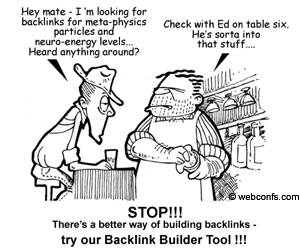 Hey mate - I 'm looking for
backlinks for meta-physics
particles and
neuro-energy levels...
Heard anything around?
Check with Ed on table six.
He's sorta into
that stuff....
© webconfs.com
STOP!!!
There's a better way of building backlinks -
try our Backlink Builder Tool !!!